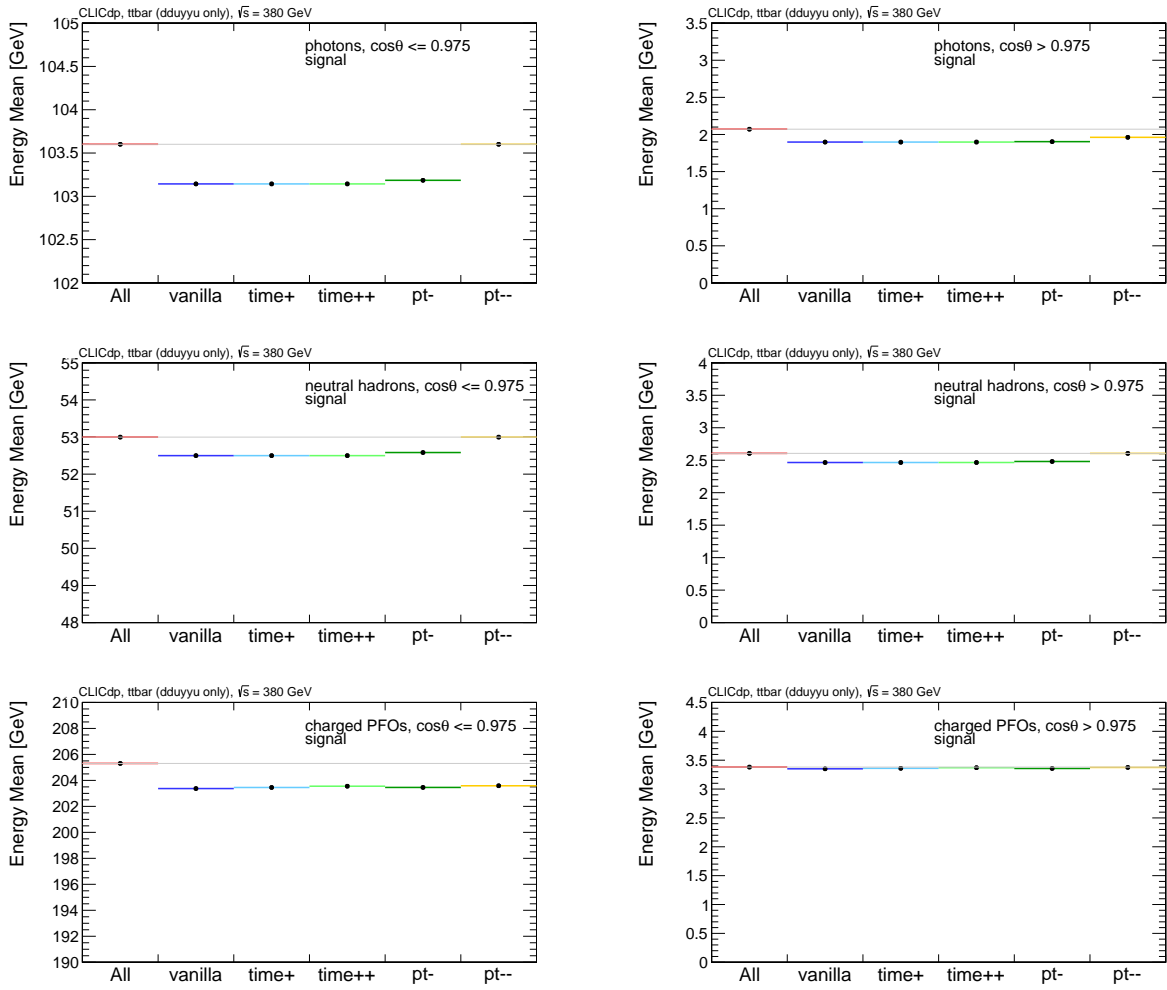 CLICdp, ttbar (dduyyu only), √s = 380 GeV
Energy Mean [GeV]
photons, cosθ <= 0.975
signal
105
104.5
104
103.5
103
102.5
102
All vanilla time+ time++ pt- pt--
CLICdp, ttbar (dduyyu only), √s = 380 GeV
Energy Mean [GeV]
photons, cosθ > 0.975
signal
3.5
3
2.5
2
1.5
1
0.5
0
All vanilla time+ time++ pt- pt--
CLICdp, ttbar (dduyyu only), √s = 380 GeV
Energy Mean [GeV]
neutral hadrons, cosθ <= 0.975
signal
55
54
53
52
51
50
49
48
All vanilla time+ time++ pt- pt--
CLICdp, ttbar (dduyyu only), √s = 380 GeV
Energy Mean [GeV]
neutral hadrons, cosθ > 0.975
signal
4
3.5
3
2.5
2
1.5
1
0.5
0
All vanilla time+ time++ pt- pt--
CLICdp, ttbar (dduyyu only), √s = 380 GeV
Energy Mean [GeV]
charged PFOs, cosθ <= 0.975
signal
210
208
206
204
202
200
198
196
194
192
190
All vanilla time+ time++ pt- pt--
CLICdp, ttbar (dduyyu only), √s = 380 GeV
Energy Mean [GeV]
charged PFOs, cosθ > 0.975
signal
4.5
4
3.5
3
2.5
2
1.5
1
0.5
0
All vanilla time+ time++ pt- pt--